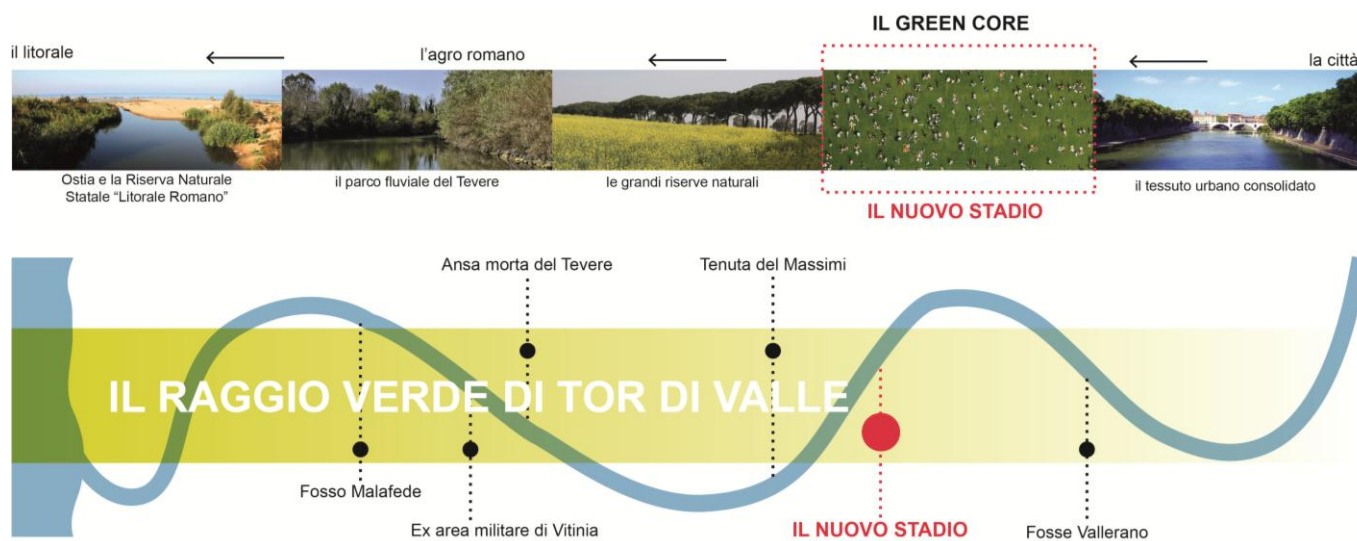 IL GREEN CORE
il litorale
l'agro romano
la città
Ostia e la Riserva Naturale
Statale “Litorale Romano”
il parco fluviale del Tevere
le grandi riserve naturali
IL NUOVO STADIO
il tessuto urbano consolidato
Ansa morta del Tevere
Tenuta del Massimi
IL RAGGIO VERDE DI TOR DI VALLE
Fosso Malafede
Ex area militare di Vitinia
IL NUOVO STADIO
Fosse Vallerano